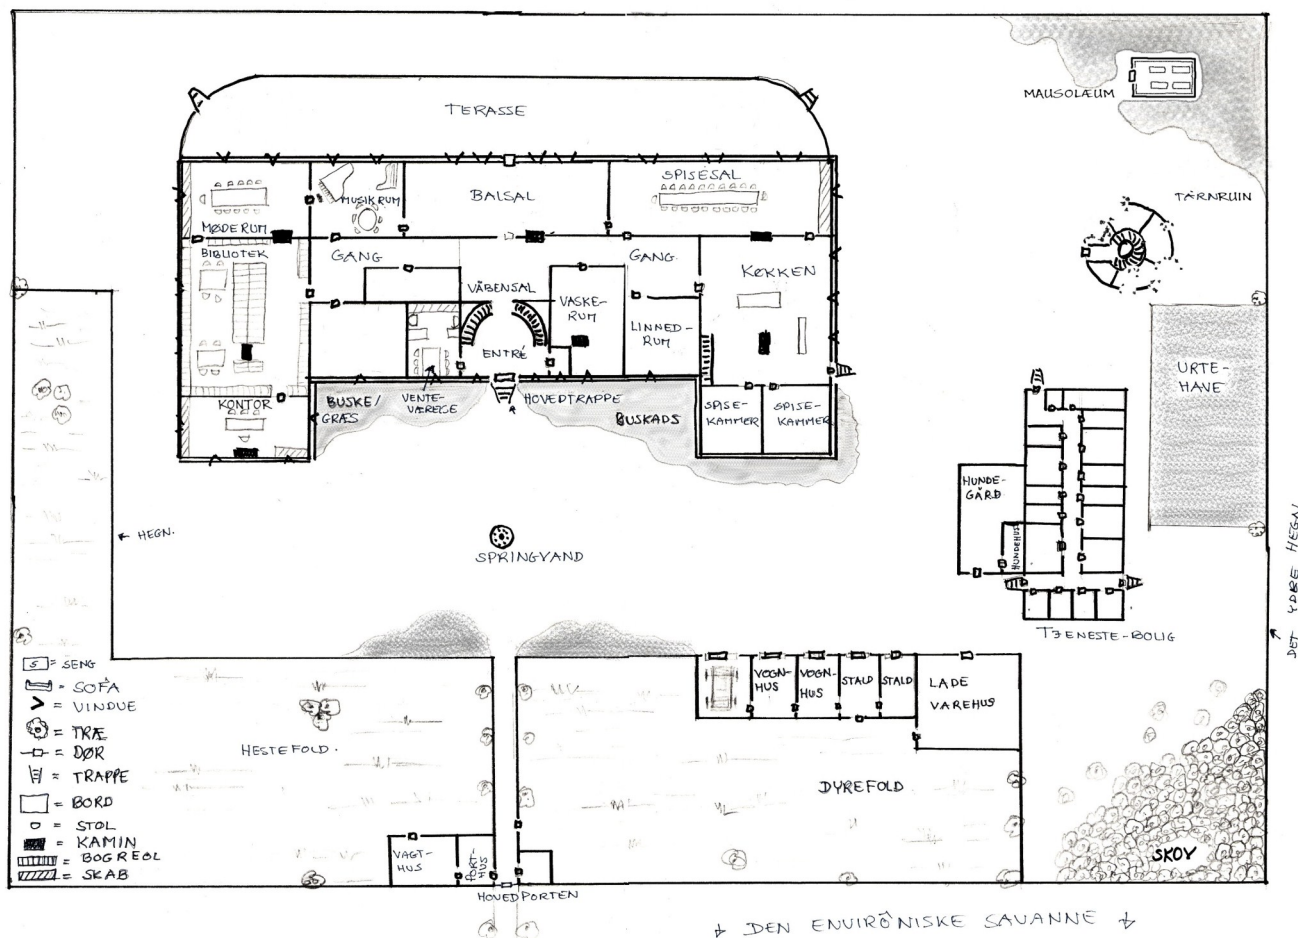 TERASSE
MAUSOLÆUM
TÅRNRUIN
SPISESAL
MUSIKRUM
BALSAL
MØDERUM
BIBLIOTEK
GANG
GANG
KØKKEN
VÅBENSAL
VASKE-
RUM
LINNED-
RUM
ENTRÉ
URTE-
HAVE
BUSKE/
GRÆS
VENTE-
VÆRELSE
HOVEDTRAPPE
BUSKADS
KONTOR
SPISE-
KAMMER
SPISE-
KAMMER
HUNDE-
GÅRD
HUNDEHUS
HEGN.
SPRINGVAND
DET YDRE HEGN
TJENESTE-BOLIG
S = SENG
= SOFA
= VINDUE
= TRÆ
= DØR
= TRAPPE
= BORD
= STOL
= KAMIN
= BOGREOL
= SKAB
HESTEFOLD.
VOGN-
HUS
VOGN-
HUS
STALD
STALD
LADE
VAREHUS
DYREFOLD
VAGT-
HUS
PORT-
HUS
HOVEDPORTEN
SKOV
↓ DEN ENVIRÔNISKE SAVANNE ↓